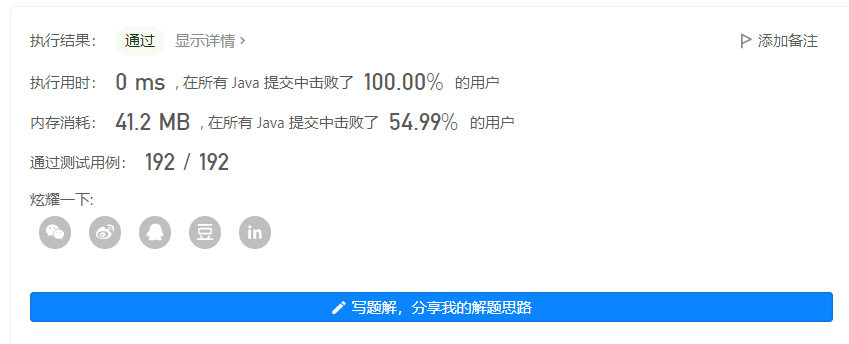 执行结果： 通过 显示详情 › 添加备注
执行用时： 0 ms , 在所有 Java 提交中击败了 100.00% 的用户
内存消耗： 41.2 MB , 在所有 Java 提交中击败了 54.99% 的用户
通过测试用例： 192 / 192
炫耀一下:
豆 in
写题解，分享我的解题思路